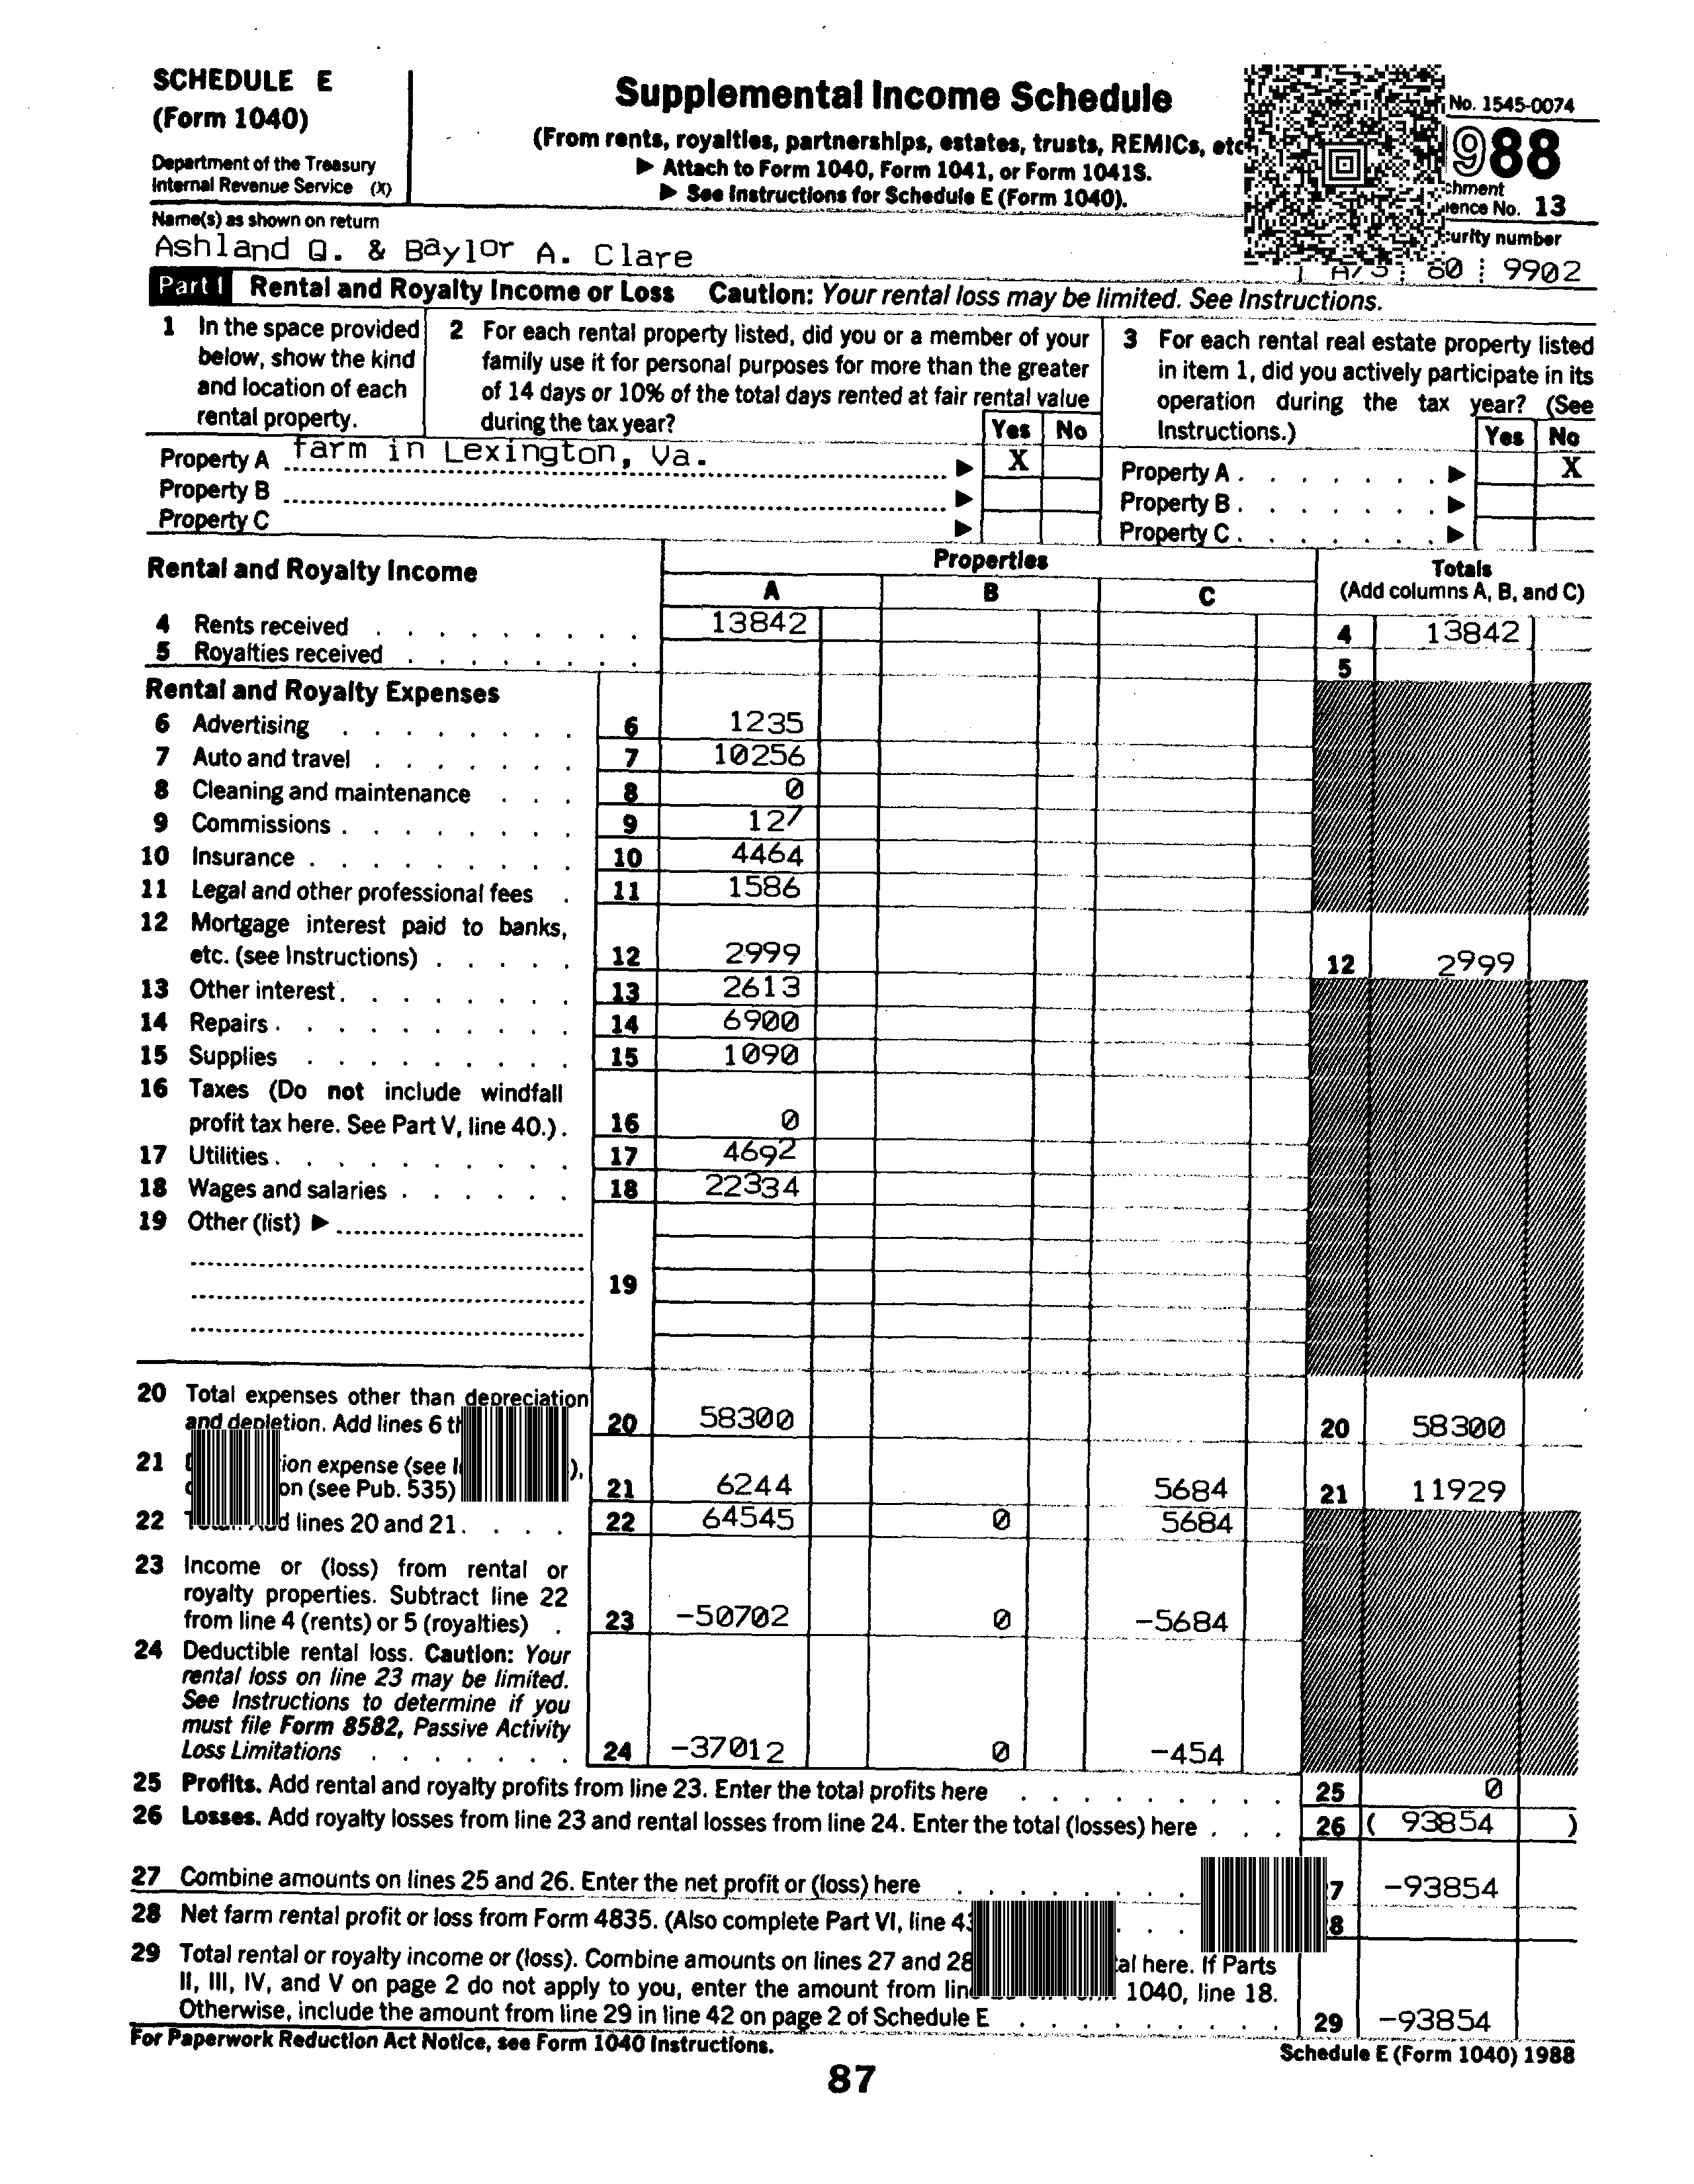 SCHEDULE E
(Form 1040)
Department of the Treasury
Internal Revenue Service (X)
Supplemental Income Schedule
(From rents, royalties, partnerships, estates, trusts, REMICs, etc
▶ Attach to Form 1040, Form 1041, or Form 1041S.
▶ See Instructions for Schedule E (Form 1040).
No. 1545-0074
1988
chment
ience No. 13
Name(s) as shown on return
curity number
Ashland Q. & Baylor A. Clare
60 9902
Part I Rental and Royalty Income or Loss Caution: Your rental loss may be limited. See Instructions.
1 In the space provided
below, show the kind
and location of each
rental property.
2 For each rental property listed, did you or a member of your
family use it for personal purposes for more than the greater
of 14 days or 10% of the total days rented at fair rental value
during the tax year?
Yes No
3 For each rental real estate property listed
in item 1, did you actively participate in its
operation during the tax year? (See
Instructions.)
Yes No
Property A farm in Lexington, Va. ▶ X
Property B ▶
Property C ▶
Property A . . . . . . . ▶ X
Property B . . . . . . . ▶
Property C . . . . . . . ▶
Rental and Royalty Income
Properties
A B C
Totals
(Add columns A, B, and C)
4 Rents received . . . . . . . . . 13842 4 13842
5 Royalties received . . . . . . . . 5
Rental and Royalty Expenses
6 Advertising . . . . . . . . 6 1235
7 Auto and travel . . . . . . . 7 10256
8 Cleaning and maintenance . . . 8 0
9 Commissions . . . . . . . . 9 127
10 Insurance . . . . . . . . . 10 4464
11 Legal and other professional fees . 11 1586
12 Mortgage interest paid to banks,
etc. (see Instructions) . . . . . 12 2999 12 2999
13 Other interest . . . . . . . . 13 2613
14 Repairs . . . . . . . . . . 14 6900
15 Supplies . . . . . . . . . 15 1090
16 Taxes (Do not include windfall
profit tax here. See Part V, line 40.) . 16 0
17 Utilities . . . . . . . . . . 17 4692
18 Wages and salaries . . . . . . 18 22334
19 Other (list) ▶
19
20 Total expenses other than depreciation
and depletion. Add lines 6 th 20 58300 20 58300
21 ion expense (see I ),
on (see Pub. 535) 21 6244 5684 21 11929
22 d lines 20 and 21. . . . . 22 64545 0 5684
23 Income or (loss) from rental or
royalty properties. Subtract line 22
from line 4 (rents) or 5 (royalties) . 23 -50702 0 -5684
24 Deductible rental loss. Caution: Your
rental loss on line 23 may be limited.
See Instructions to determine if you
must file Form 8582, Passive Activity
Loss Limitations . . . . . . . 24 -37012 0 -454
25 Profits. Add rental and royalty profits from line 23. Enter the total profits here . . . . . . . . . 25 0
26 Losses. Add royalty losses from line 23 and rental losses from line 24. Enter the total (losses) here . . . 26 ( 93854 )
27 Combine amounts on lines 25 and 26. Enter the net profit or (loss) here . . . . . . . 7 -93854
28 Net farm rental profit or loss from Form 4835. (Also complete Part VI, line 43 . . . 8
29 Total rental or royalty income or (loss). Combine amounts on lines 27 and 28 al here. If Parts
II, III, IV, and V on page 2 do not apply to you, enter the amount from line 1040, line 18.
Otherwise, include the amount from line 29 in line 42 on page 2 of Schedule E . . . . . . . . . 29 -93854
For Paperwork Reduction Act Notice, see Form 1040 Instructions.
Schedule E (Form 1040) 1988
87